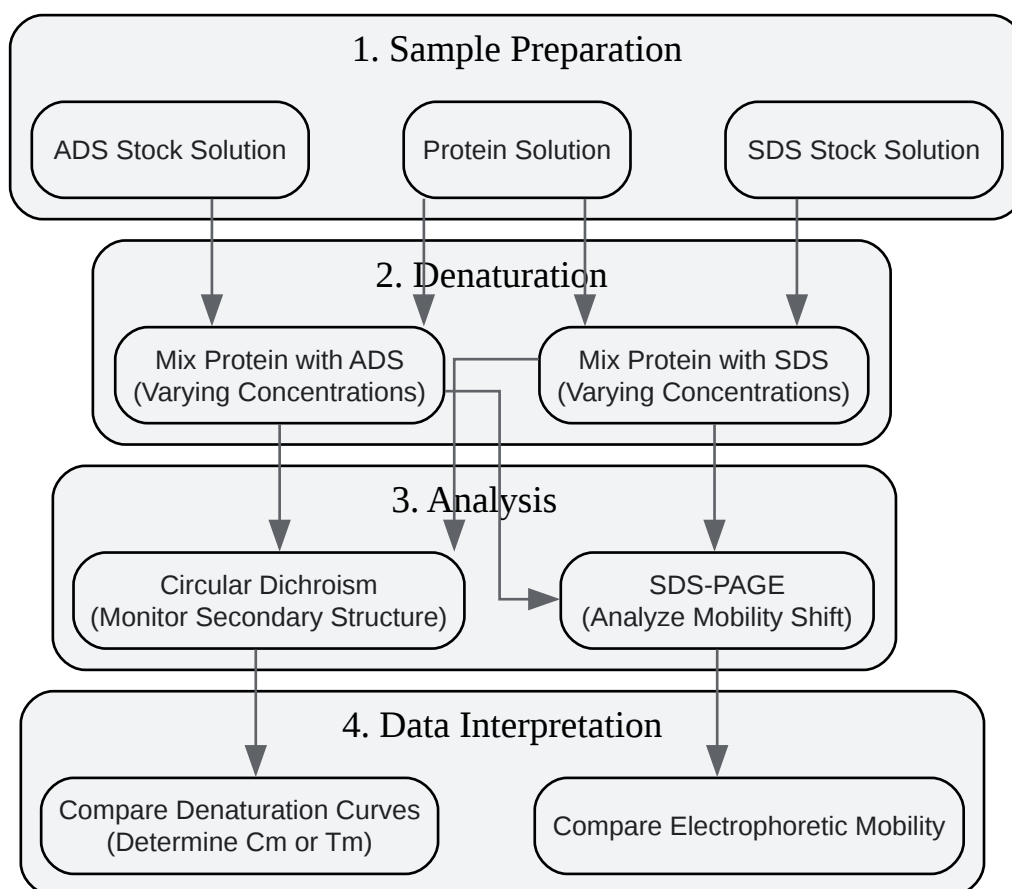 1. Sample Preparation
ADS Stock Solution
Protein Solution
SDS Stock Solution
2. Denaturation
Mix Protein with ADS
(Varying Concentrations)
Mix Protein with SDS
(Varying Concentrations)
3. Analysis
Circular Dichroism
(Monitor Secondary Structure)
SDS-PAGE
(Analyze Mobility Shift)
4. Data Interpretation
Compare Denaturation Curves
(Determine Cm or Tm)
Compare Electrophoretic Mobility